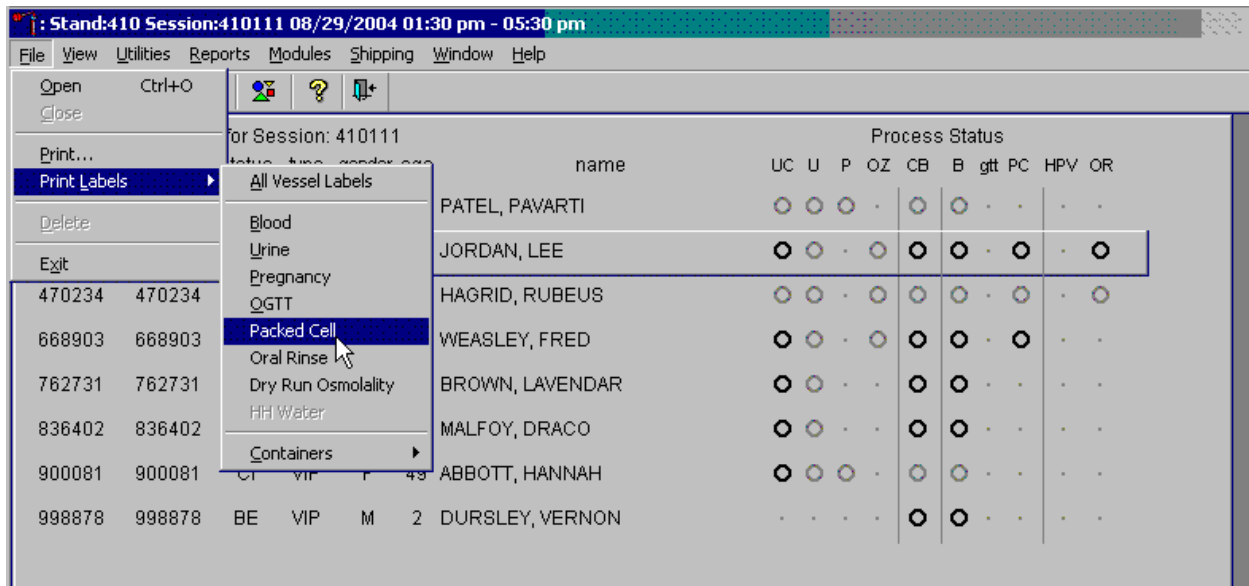 : Stand:410 Session:410111 08/29/2004 01:30 pm - 05:30 pm
File View Utilities Reports Modules Shipping Window Help
Open Ctrl+O
Close
Print...
Print Labels
Delete
Exit
All Vessel Labels
Blood
Urine
Pregnancy
OGTT
Packed Cell
Oral Rinse
Dry Run Osmolality
HH Water
Containers
for Session: 410111 Process Status
name UC U P OZ CB B gtt PC HPV OR
PATEL, PAVARTI
JORDAN, LEE
470234 470234 HAGRID, RUBEUS
668903 668903 WEASLEY, FRED
762731 762731 BROWN, LAVENDAR
836402 836402 MALFOY, DRACO
900081 900081 VIP F 49 ABBOTT, HANNAH
998878 998878 BE VIP M 2 DURSLEY, VERNON